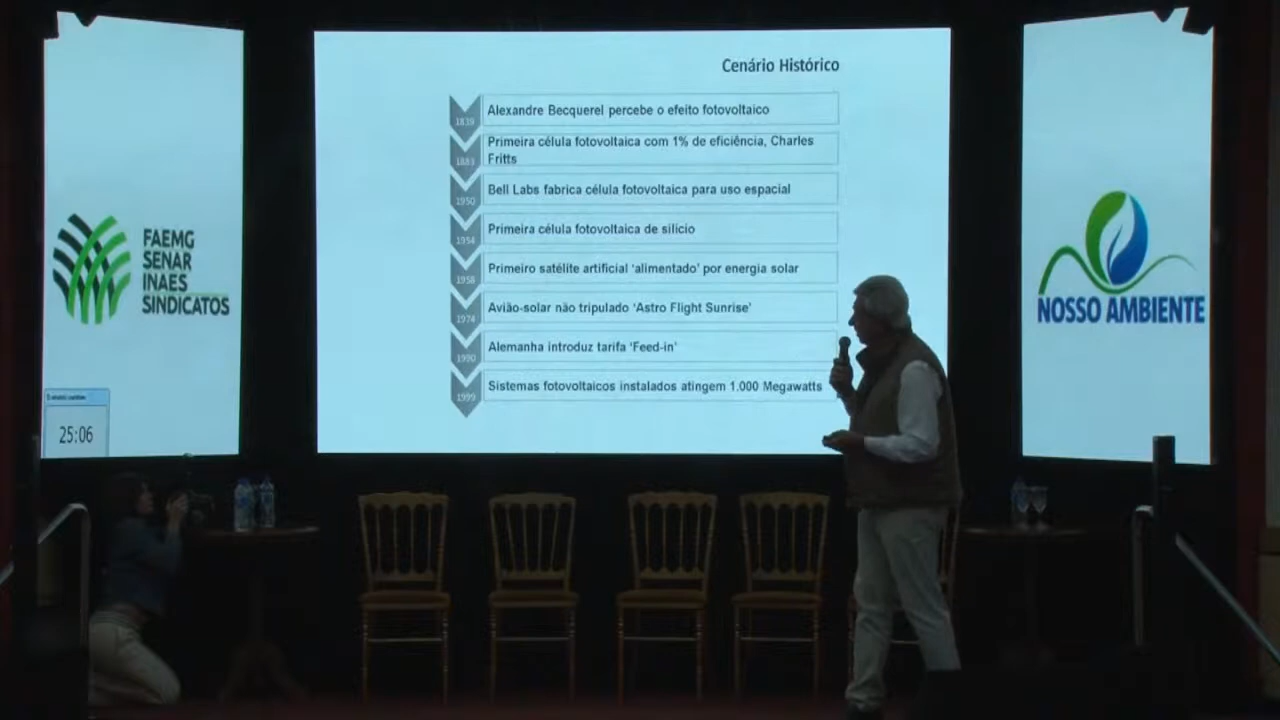 Cenário Histórico
1839
Alexandre Becquerel percebe o efeito fotovoltaico
1883
Primeira célula fotovoltaica com 1% de eficiência, Charles
Fritts
1950
Bell Labs fabrica célula fotovoltaica para uso espacial
1954
Primeira célula fotovoltaica de silício
1958
Primeiro satélite artificial ‘alimentado’ por energia solar
1974
Avião-solar não tripulado ‘Astro Flight Sunrise’
1990
Alemanha introduz tarifa ‘Feed-in’
1999
Sistemas fotovoltaicos instalados atingem 1.000 Megawatts
FAEMG
SENAR
INAES
SINDICATOS
25:06
NOSSO AMBIENTE